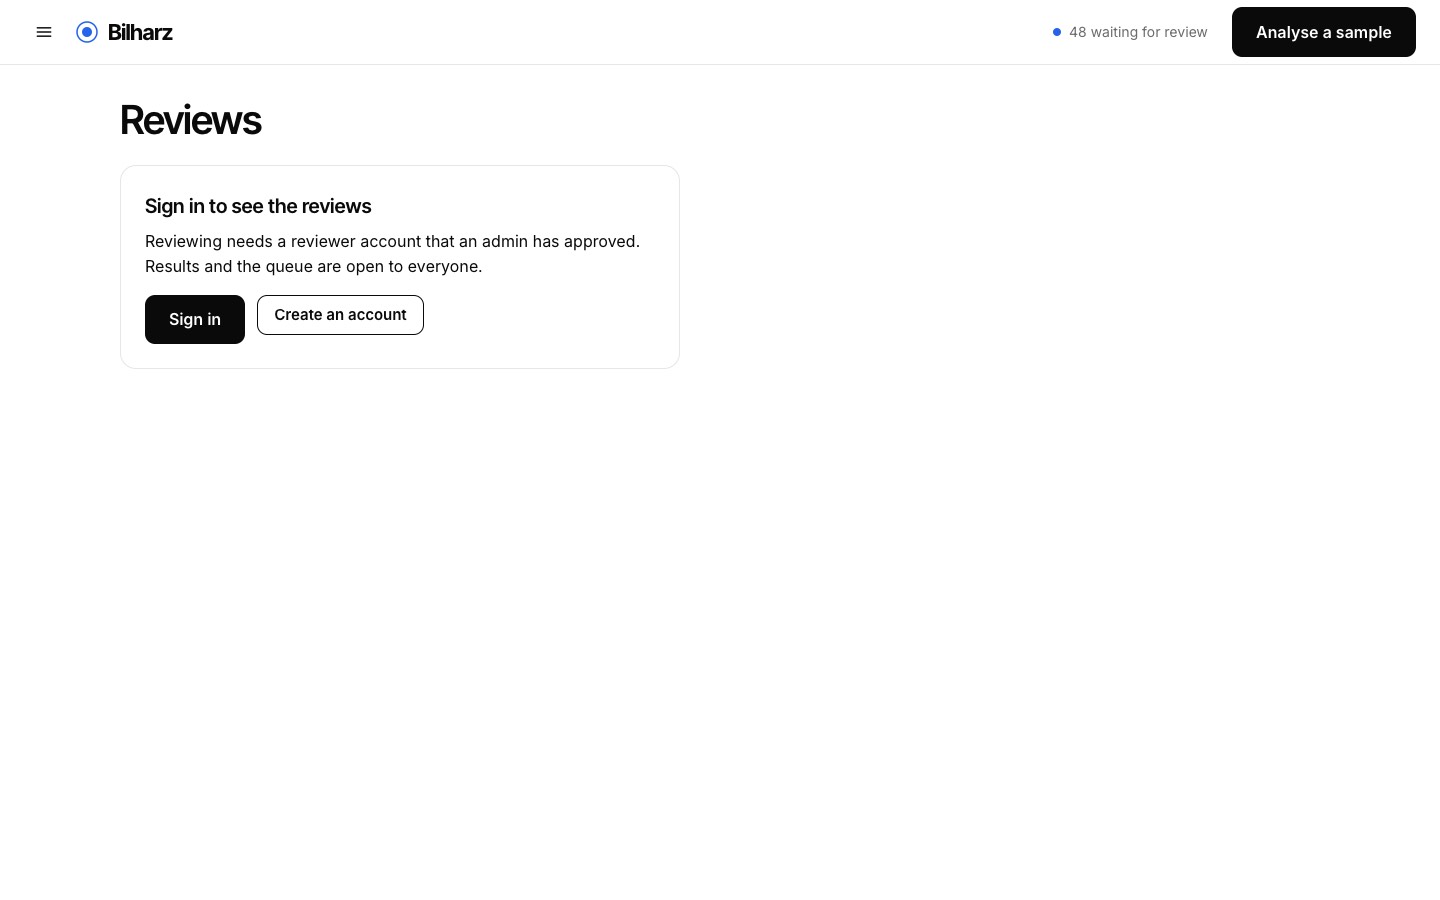 Bilharz
48 waiting for review
Analyse a sample
Reviews
Sign in to see the reviews
Reviewing needs a reviewer account that an admin has approved.
Results and the queue are open to everyone.
Sign in
Create an account